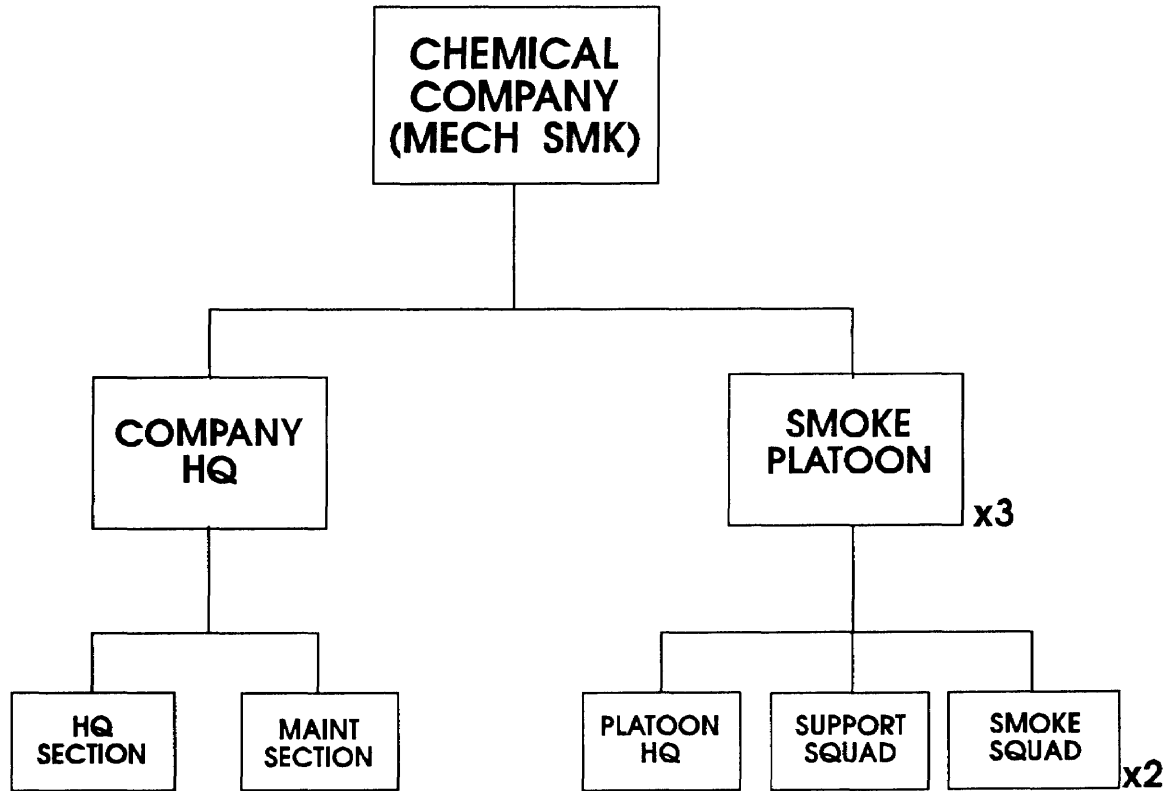 CHEMICAL
COMPANY
(MECH SMK)
COMPANY
HQ
SMOKE
PLATOON
x3
HQ
SECTION
MAINT
SECTION
PLATOON
HQ
SUPPORT
SQUAD
SMOKE
SQUAD
x2